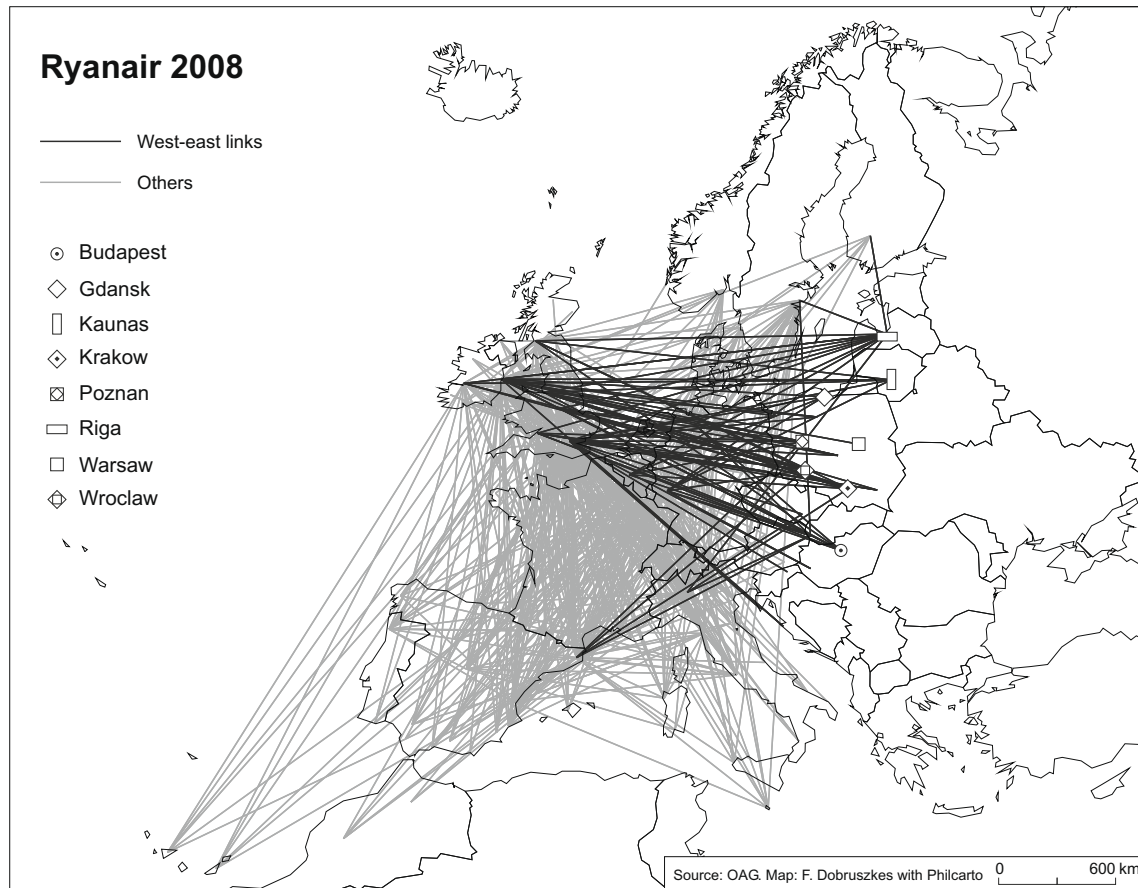 Ryanair 2008
West-east links
Others
Budapest
Gdansk
Kaunas
Krakow
Poznan
Riga
Warsaw
Wroclaw
Source: OAG. Map: F. Dobruszkes with Philcarto
0 600 km